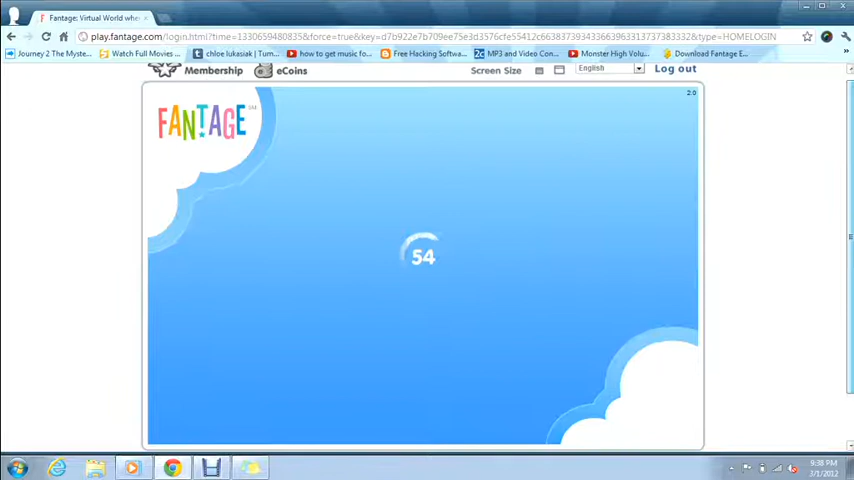 Fantage: Virtual World whe
play.fantage.com/login.html?time=1330659480835&force=true&key=
&type=HOMELOGIN
Journey 2 The Myste...
Watch Full Movies ...
chloe lukasiak | Tum...
how to get music fo...
Free Hacking Softwa...
MP3 and Video Con...
Monster High Volu...
Download Fantage E...
Membership
eCoins
Screen Size
English
Log out
2.0
FANTAGE
54
9:38 PM
3/1/2012